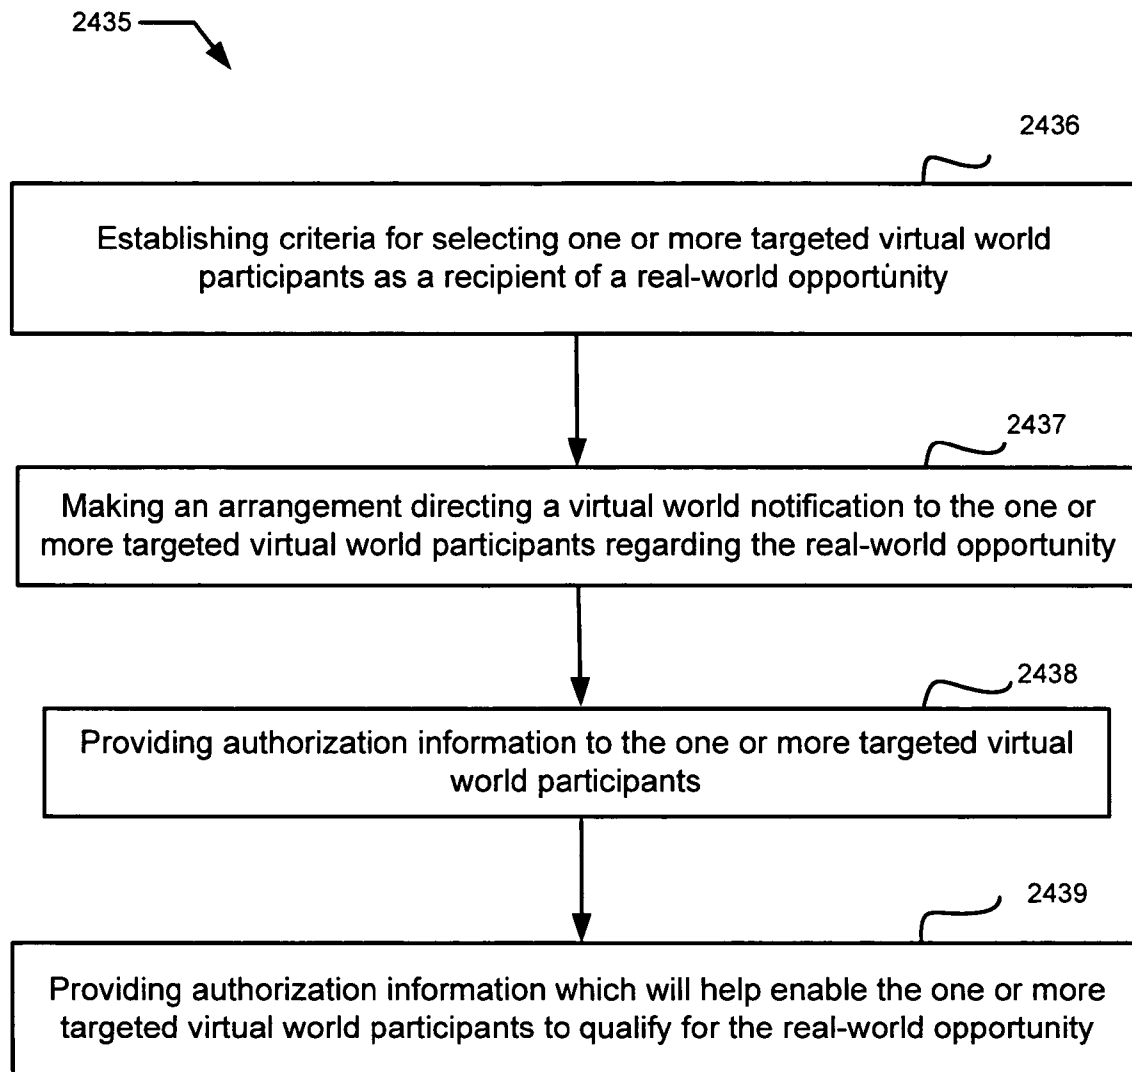 2435
2436
Establishing criteria for selecting one or more targeted virtual world
participants as a recipient of a real-world opportunity
2437
Making an arrangement directing a virtual world notification to the one or
more targeted virtual world participants regarding the real-world opportunity
2438
Providing authorization information to the one or more targeted virtual
world participants
2439
Providing authorization information which will help enable the one or more
targeted virtual world participants to qualify for the real-world opportunity